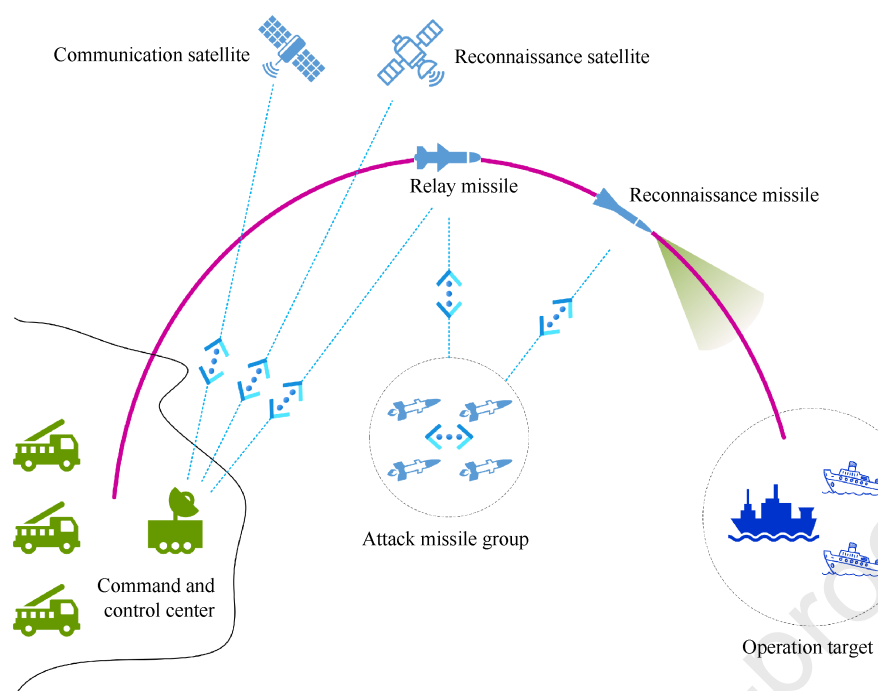 Communication satellite
Reconnaissance satellite
Relay missile
Reconnaissance missile
Attack missile group
Command and
control center
Operation target